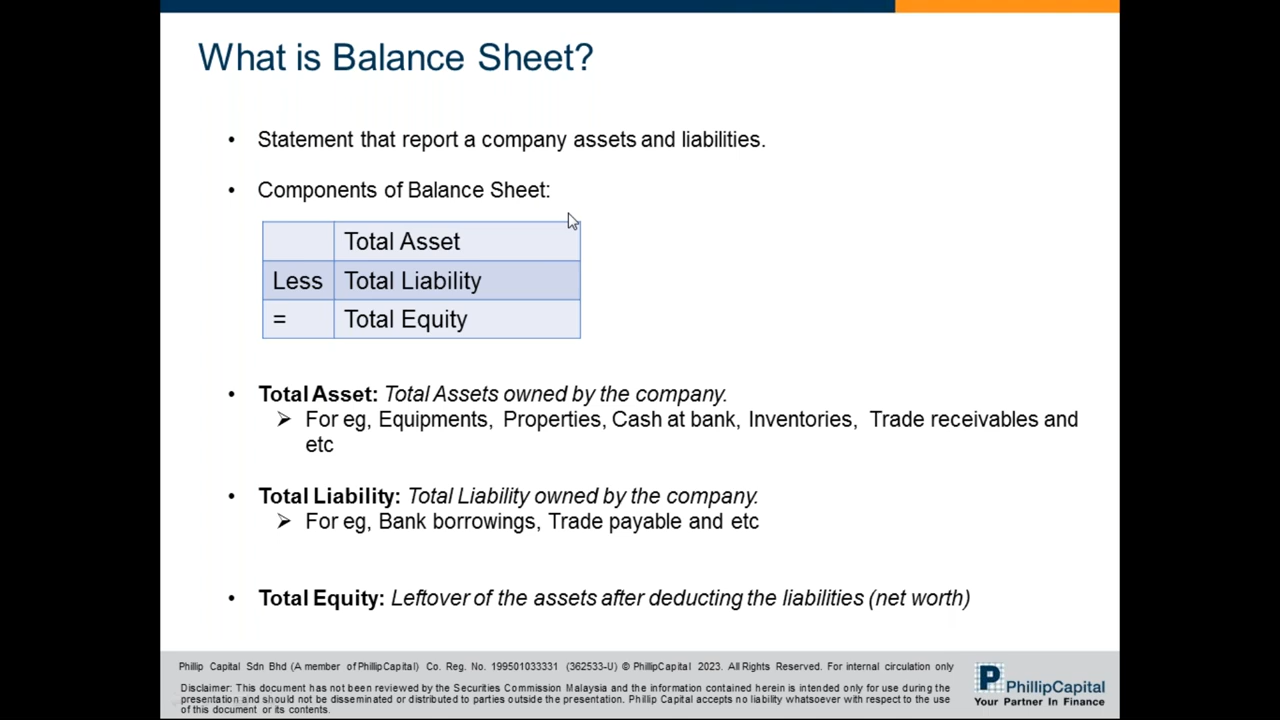 What is Balance Sheet?
• Statement that report a company assets and liabilities.
• Components of Balance Sheet:
Total Asset
Less Total Liability
= Total Equity
• Total Asset: Total Assets owned by the company.
➢ For eg, Equipments, Properties, Cash at bank, Inventories, Trade receivables and
etc
• Total Liability: Total Liability owned by the company.
➢ For eg, Bank borrowings, Trade payable and etc
• Total Equity: Leftover of the assets after deducting the liabilities (net worth)
Phillip Capital Sdn Bhd (A member of PhillipCapital) Co. Reg. No. 199501033331 (362533-U) © PhillipCapital 2023. All Rights Reserved. For internal circulation only
Disclaimer: This document has not been reviewed by the Securities Commission Malaysia and the information contained herein is intended only for use during the
presentation and should not be disseminated or distributed to parties outside the presentation. Phillip Capital accepts no liability whatsoever with respect to the use
of this document or its contents.
PhillipCapital
Your Partner In Finance